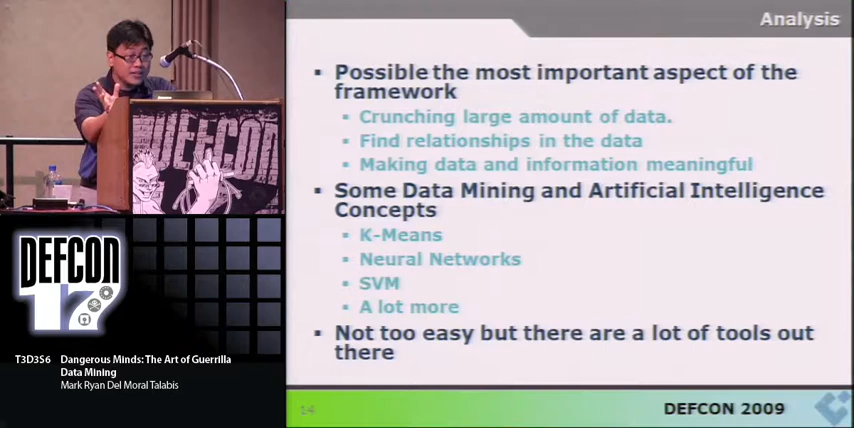 DEFCON
DEFCON
17
T3D3S6 Dangerous Minds: The Art of Guerrilla
Data Mining
Mark Ryan Del Moral Talabis
Analysis
Possible the most important aspect of the
framework
Crunching large amount of data.
Find relationships in the data
Making data and information meaningful
Some Data Mining and Artificial Intelligence
Concepts
K-Means
Neural Networks
SVM
A lot more
Not too easy but there are a lot of tools out
there
14
DEFCON 2009